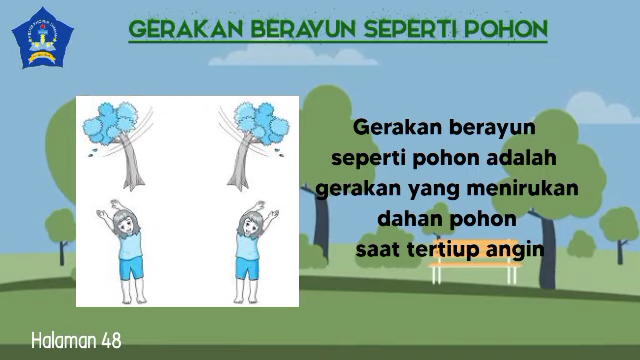 GERAKAN BERAYUN SEPERTI POHON
Gerakan berayun
seperti pohon adalah
gerakan yang menirukan
dahan pohon
saat tertiup angin
Halaman 48